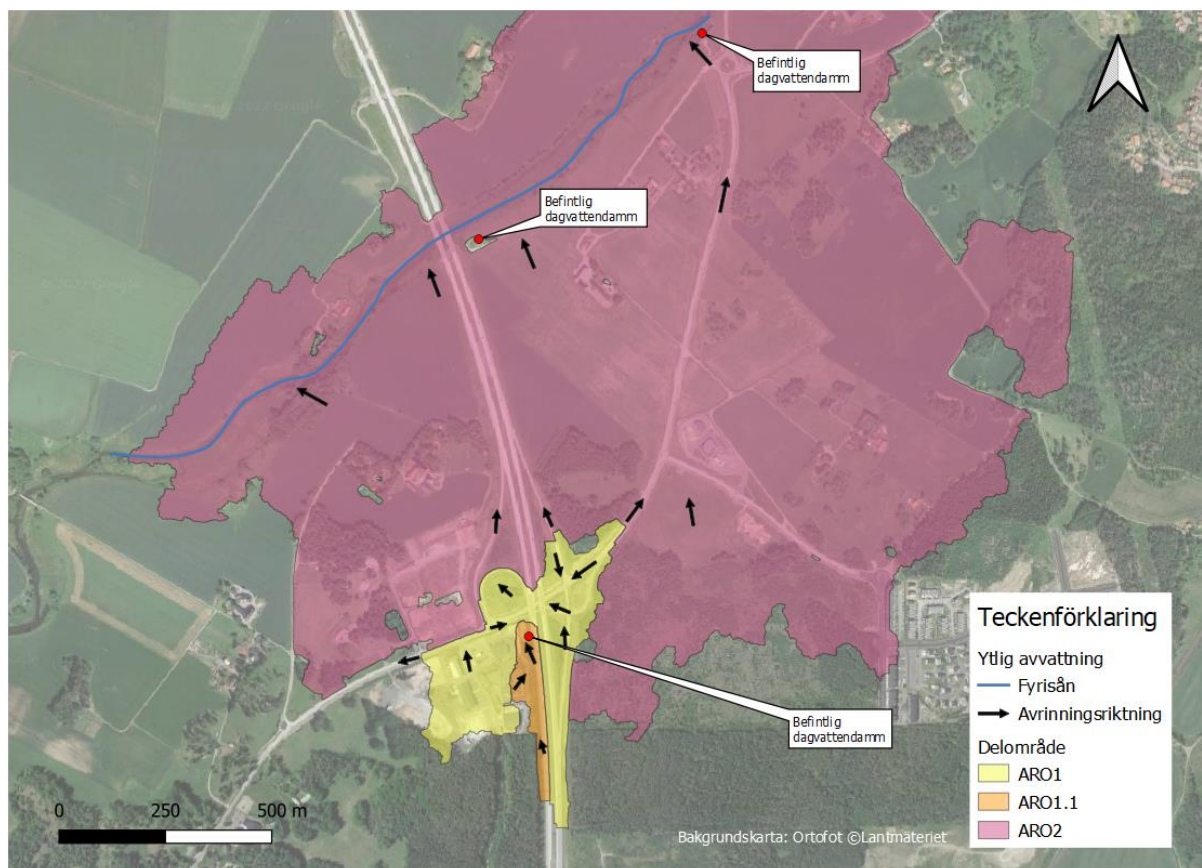 Befintlig
dagvattendamm
Befintlig
dagvattendamm
Befintlig
dagvattendamm
Teckenförklaring
Ytlig avvattning
Fyrisån
Avrinningsriktning
Delområde
ARO1
ARO1.1
ARO2
0 250 500 m
Bakgrundskarta: Ortofot ©Lantmäteriet